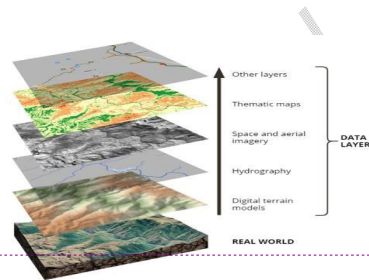 Other layers
Thematic maps
Space and aerial
imagery
DATA
LAYER
Hydrography
Digital terrain
models
REAL WORLD